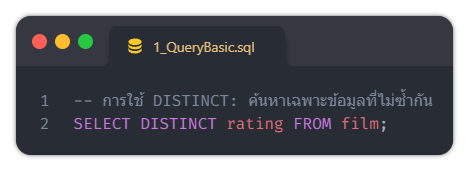 1_QueryBasic.sql
1 -- การใช้ DISTINCT: ค้นหาเฉพาะข้อมูลที่ไม่ซ้ำกัน
2 SELECT DISTINCT rating FROM film;